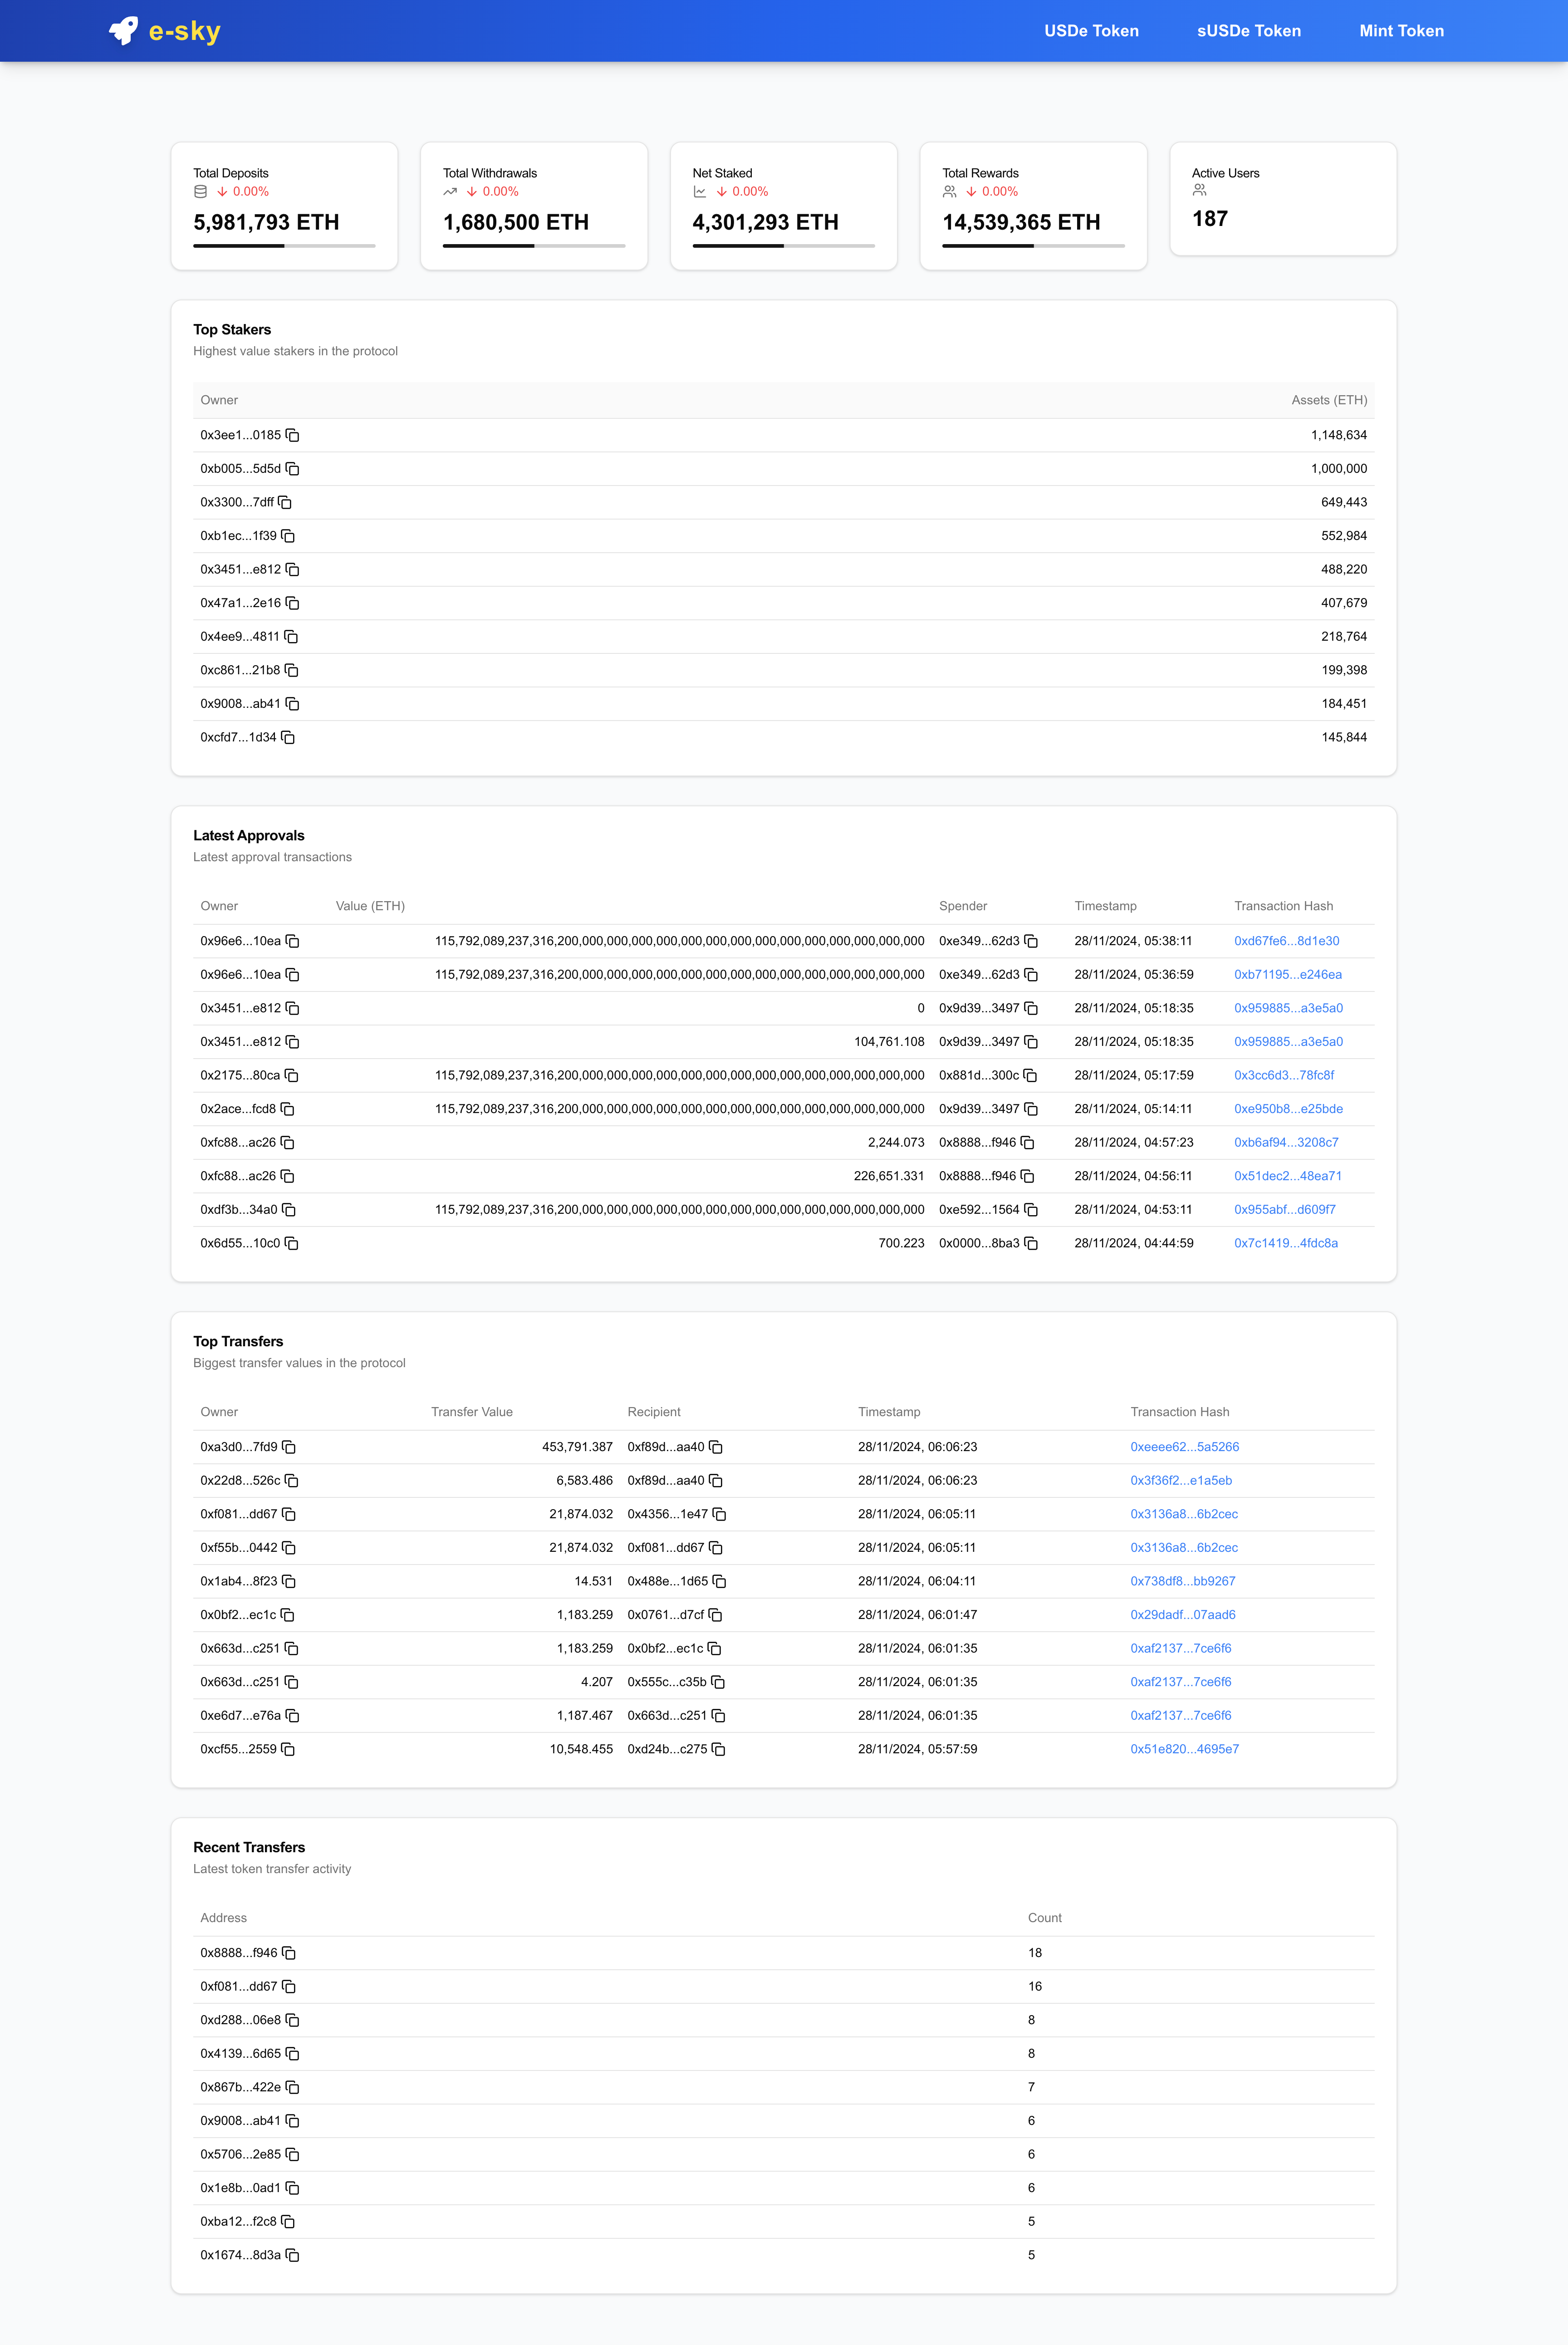 e-sky USDe Token sUSDe Token Mint Token
Total Deposits Total Withdrawals Net Staked Total Rewards Active Users
0.00% 0.00% 0.00% 0.00%
5,981,793 ETH 1,680,500 ETH 4,301,293 ETH 14,539,365 ETH 187
Top Stakers
Highest value stakers in the protocol
Owner Assets (ETH)
0x3ee1...0185 1,148,634
0xb005...5d5d 1,000,000
0x3300...7dff 649,443
0xb1ec...1f39 552,984
0x3451...e812 488,220
0x47a1...2e16 407,679
0x4ee9...4811 218,764
0xc861...21b8 199,398
0x9008...ab41 184,451
0xcfd7...1d34 145,844
Latest Approvals
Latest approval transactions
Owner Value (ETH) Spender Timestamp Transaction Hash
0x96e6...10ea 115,792,089,237,316,200,000,000,000,000,000,000,000,000,000,000,000,000,000,000 0xe349...62d3 28/11/2024, 05:38:11 0xd67fe6...8d1e30
0x96e6...10ea 115,792,089,237,316,200,000,000,000,000,000,000,000,000,000,000,000,000,000,000 0xe349...62d3 28/11/2024, 05:36:59 0xb71195...e246ea
0x3451...e812 0 0x9d39...3497 28/11/2024, 05:18:35 0x959885...a3e5a0
0x3451...e812 104,761.108 0x9d39...3497 28/11/2024, 05:18:35 0x959885...a3e5a0
0x2175...80ca 115,792,089,237,316,200,000,000,000,000,000,000,000,000,000,000,000,000,000,000 0x881d...300c 28/11/2024, 05:17:59 0x3cc6d3...78fc8f
0x2ace...fcd8 115,792,089,237,316,200,000,000,000,000,000,000,000,000,000,000,000,000,000,000 0x9d39...3497 28/11/2024, 05:14:11 0xe950b8...e25bde
0xfc88...ac26 2,244.073 0x8888...f946 28/11/2024, 04:57:23 0xb6af94...3208c7
0xfc88...ac26 226,651.331 0x8888...f946 28/11/2024, 04:56:11 0x51dec2...48ea71
0xdf3b...34a0 115,792,089,237,316,200,000,000,000,000,000,000,000,000,000,000,000,000,000,000 0xe592...1564 28/11/2024, 04:53:11 0x955abf...d609f7
0x6d55...10c0 700.223 0x0000...8ba3 28/11/2024, 04:44:59 0x7c1419...4fdc8a
Top Transfers
Biggest transfer values in the protocol
Owner Transfer Value Recipient Timestamp Transaction Hash
0xa3d0...7fd9 453,791.387 0xf89d...aa40 28/11/2024, 06:06:23 0xeeee62...5a5266
0x22d8...526c 6,583.486 0xf89d...aa40 28/11/2024, 06:06:23 0x3f36f2...e1a5eb
0xf081...dd67 21,874.032 0x4356...1e47 28/11/2024, 06:05:11 0x3136a8...6b2cec
0xf55b...0442 21,874.032 0xf081...dd67 28/11/2024, 06:05:11 0x3136a8...6b2cec
0x1ab4...8f23 14.531 0x488e...1d65 28/11/2024, 06:04:11 0x738df8...bb9267
0x0bf2...ec1c 1,183.259 0x0761...d7cf 28/11/2024, 06:01:47 0x29dadf...07aad6
0x663d...c251 1,183.259 0x0bf2...ec1c 28/11/2024, 06:01:35 0xaf2137...7ce6f6
0x663d...c251 4.207 0x555c...c35b 28/11/2024, 06:01:35 0xaf2137...7ce6f6
0xe6d7...e76a 1,187.467 0x663d...c251 28/11/2024, 06:01:35 0xaf2137...7ce6f6
0xcf55...2559 10,548.455 0xd24b...c275 28/11/2024, 05:57:59 0x51e820...4695e7
Recent Transfers
Latest token transfer activity
Address Count
0x8888...f946 18
0xf081...dd67 16
0xd288...06e8 8
0x4139...6d65 8
0x867b...422e 7
0x9008...ab41 6
0x5706...2e85 6
0x1e8b...0ad1 6
0xba12...f2c8 5
0x1674...8d3a 5